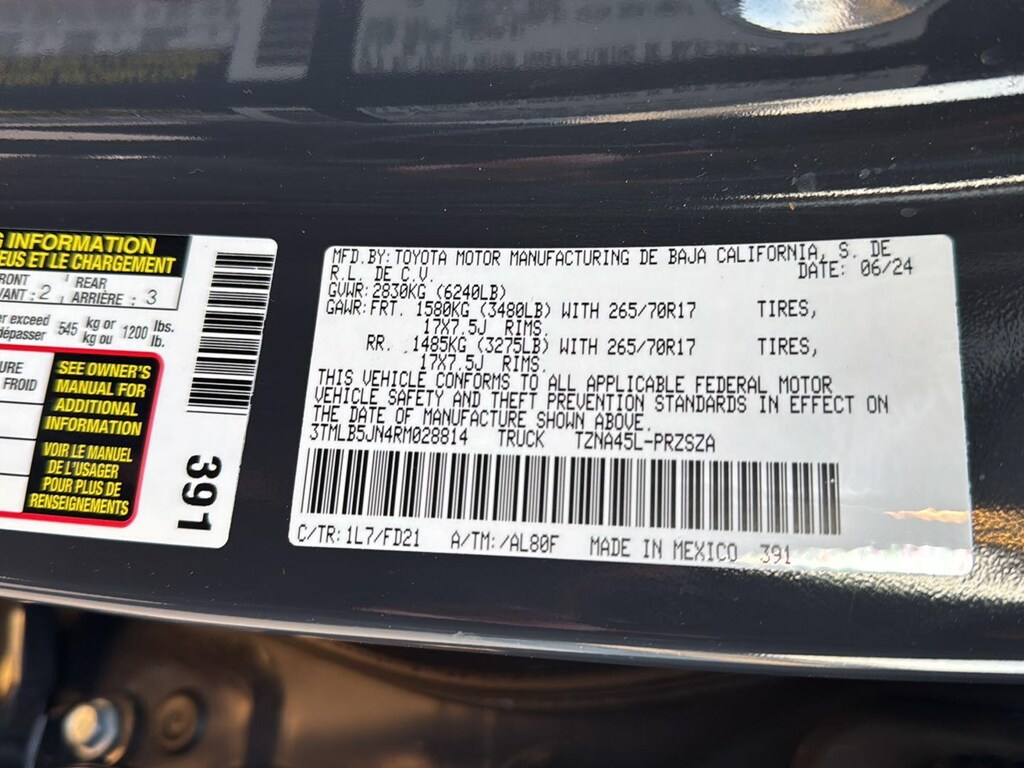 G INFORMATION
EUS ET LE CHARGEMENT
RONT REAR
VANT : 2 ARRIÈRE : 3
er exceed 545 kg or 1200 lbs.
dépasser kg ou lb.
URE
FROID
SEE OWNER'S
MANUAL FOR
ADDITIONAL
INFORMATION
VOIR LE MANUEL
DE L'USAGER
POUR PLUS DE
RENSEIGNEMENTS
391
MFD.BY:TOYOTA MOTOR MANUFACTURING DE BAJA CALIFORNIA, S. DE
R.L. DE C.V. DATE: 06/24
GVWR:2830KG (6240LB)
GAWR:FRT. 1580KG (3480LB) WITH 265/70R17 TIRES,
17X7.5J RIMS.
RR. 1485KG (3275LB) WITH 265/70R17 TIRES,
17X7.5J RIMS.
THIS VEHICLE CONFORMS TO ALL APPLICABLE FEDERAL MOTOR
VEHICLE SAFETY AND THEFT PREVENTION STANDARDS IN EFFECT ON
THE DATE OF MANUFACTURE SHOWN ABOVE.
3TMLB5JN4RM028814 TRUCK TZNA45L-PRZSZA
C/TR:1L7/FD21 A/TM:/AL80F MADE IN MEXICO 391